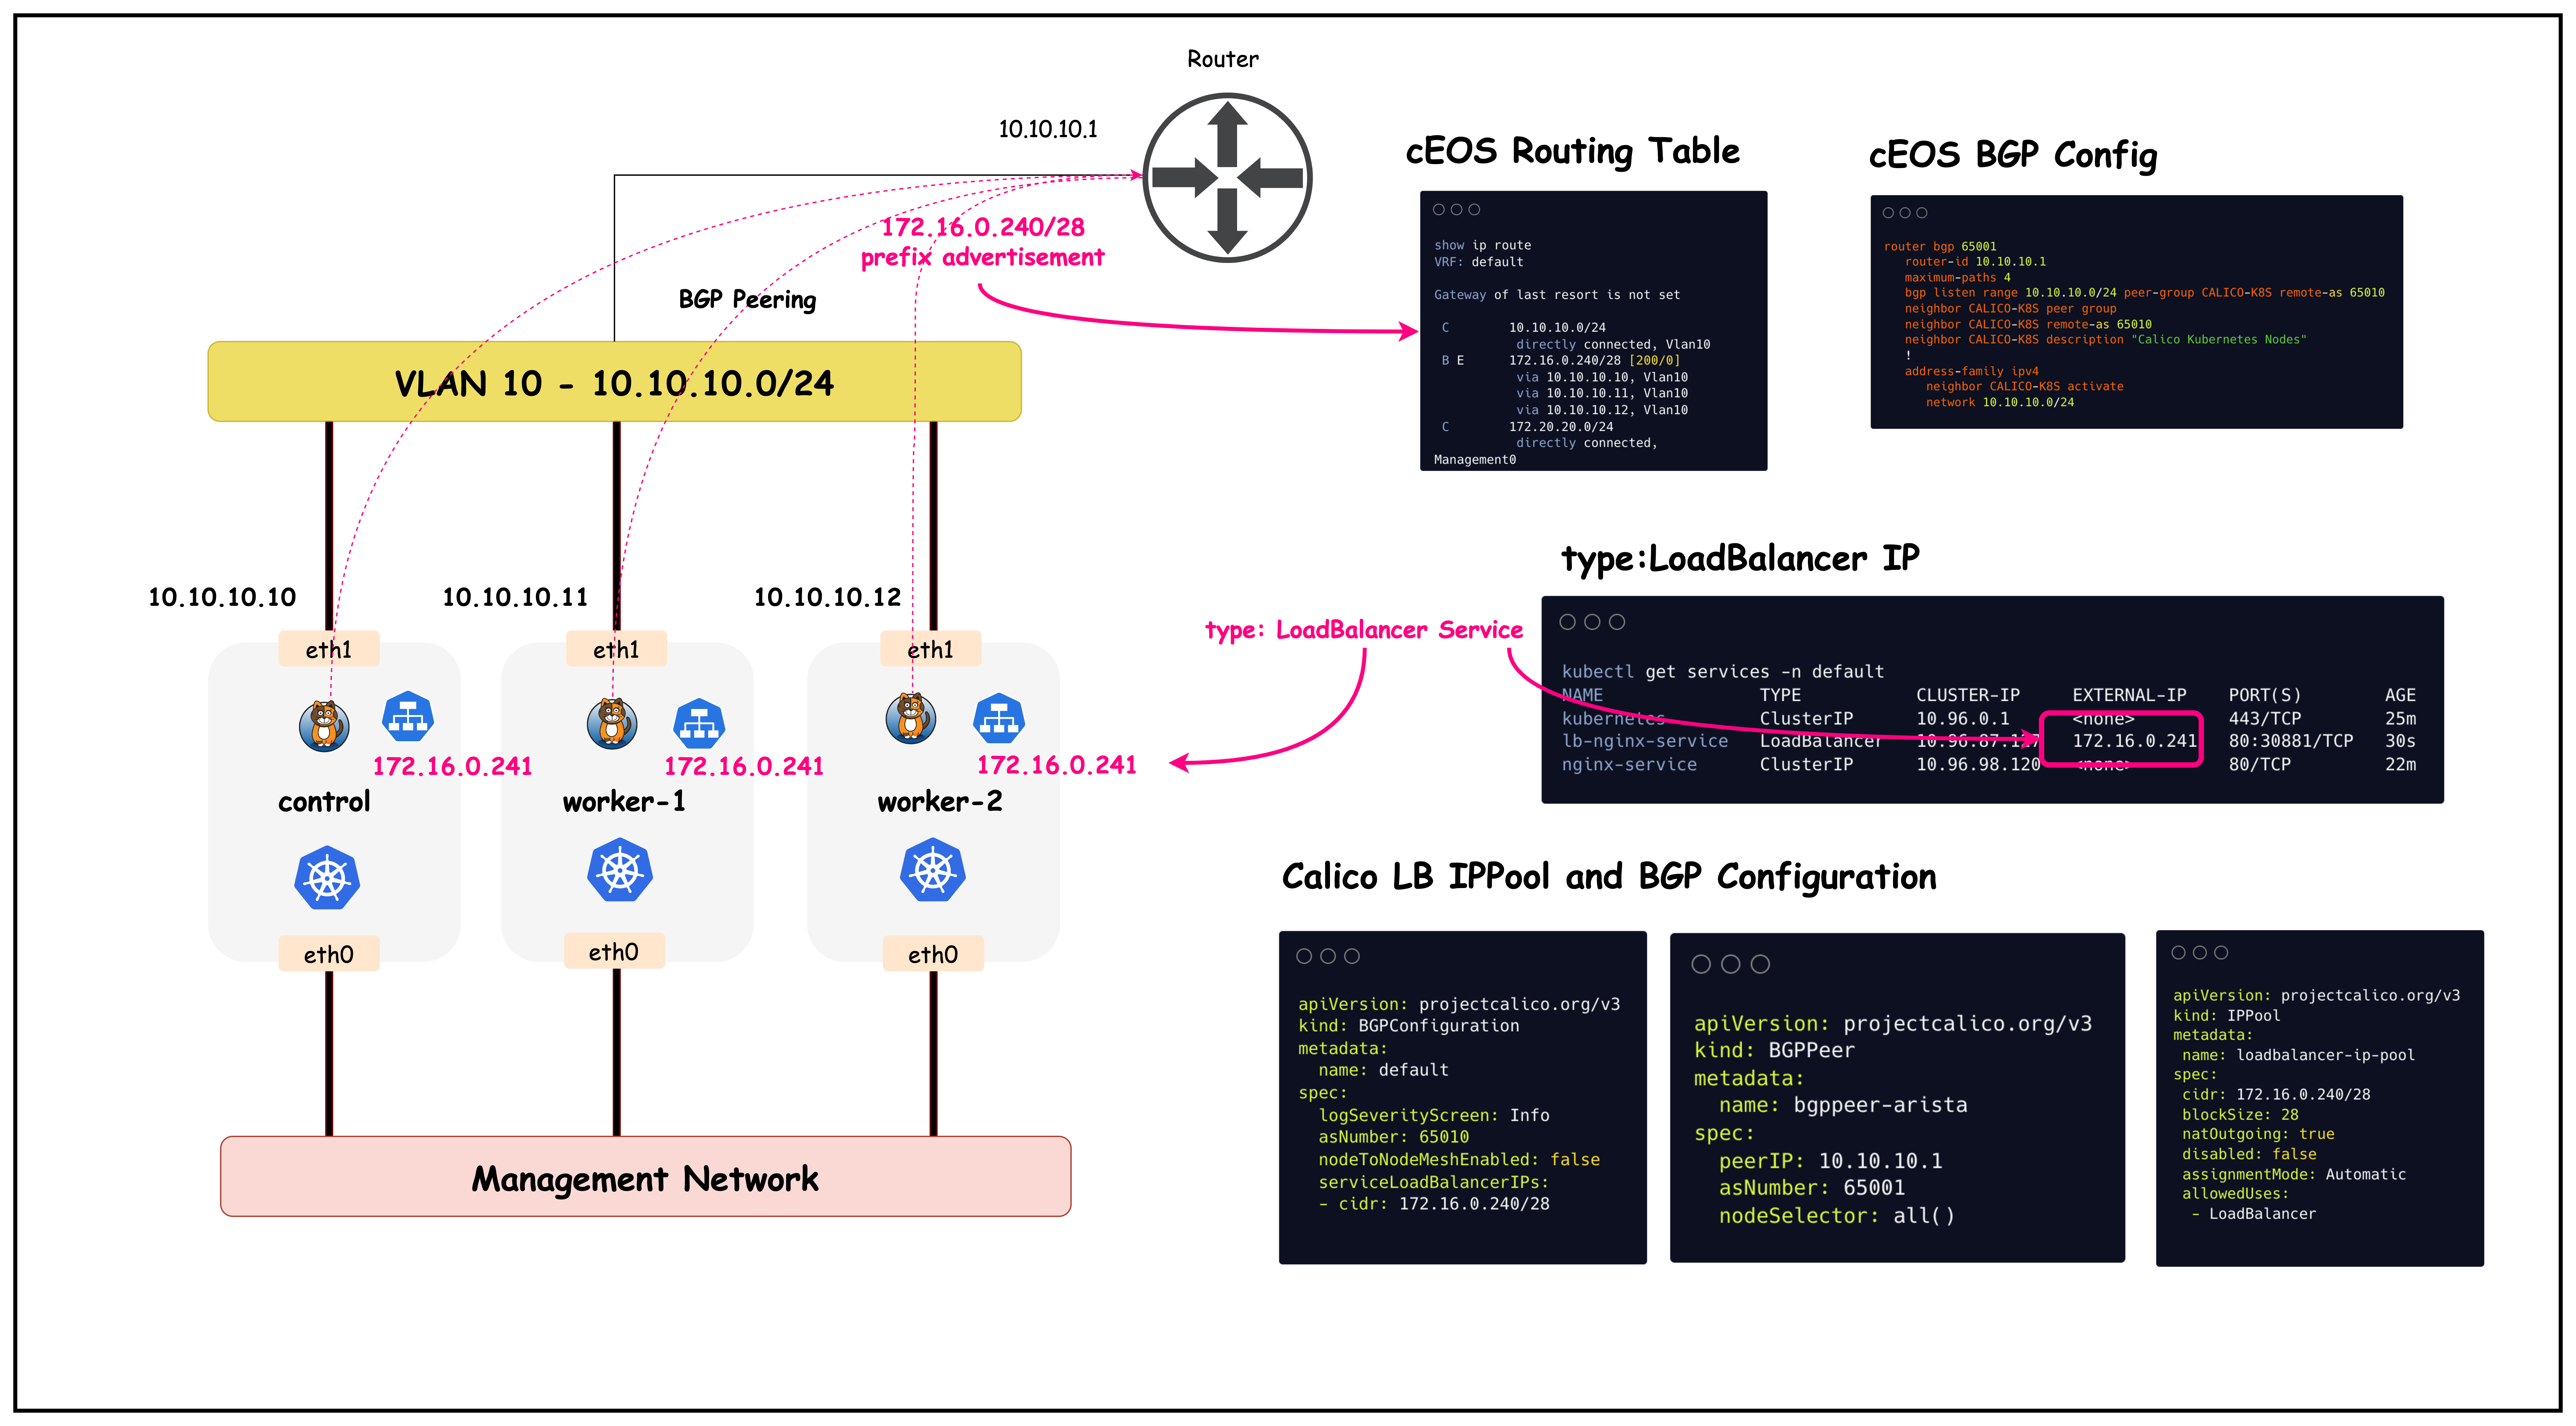 Router
10.10.10.1
172.16.0.240/28
prefix advertisement
BGP Peering
VLAN 10 - 10.10.10.0/24
10.10.10.10
10.10.10.11
10.10.10.12
eth1
eth1
eth1
172.16.0.241
172.16.0.241
172.16.0.241
control
worker-1
worker-2
eth0
eth0
eth0
Management Network
cEOS Routing Table
show ip route
VRF: default
Gateway of last resort is not set
C 10.10.10.0/24
directly connected, Vlan10
B E 172.16.0.240/28 [200/0]
via 10.10.10.10, Vlan10
via 10.10.10.11, Vlan10
via 10.10.10.12, Vlan10
C 172.20.20.0/24
directly connected,
Management0
cEOS BGP Config
router bgp 65001
router-id 10.10.10.1
maximum-paths 4
bgp listen range 10.10.10.0/24 peer-group CALICO-K8S remote-as 65010
neighbor CALICO-K8S peer group
neighbor CALICO-K8S remote-as 65010
neighbor CALICO-K8S description "Calico Kubernetes Nodes"
!
address-family ipv4
neighbor CALICO-K8S activate
network 10.10.10.0/24
type:LoadBalancer IP
type: LoadBalancer Service
kubectl get services -n default
NAME TYPE CLUSTER-IP EXTERNAL-IP PORT(S) AGE
kubernetes ClusterIP 10.96.0.1 <none> 443/TCP 25m
lb-nginx-service LoadBalancer 172.16.0.241 80:30881/TCP 30s
nginx-service ClusterIP 10.96.98.120 <none> 80/TCP 22m
Calico LB IPPool and BGP Configuration
apiVersion: projectcalico.org/v3
kind: BGPConfiguration
metadata:
name: default
spec:
logSeverityScreen: Info
asNumber: 65010
nodeToNodeMeshEnabled: false
serviceLoadBalancerIPs:
- cidr: 172.16.0.240/28
apiVersion: projectcalico.org/v3
kind: BGPPeer
metadata:
name: bgppeer-arista
spec:
peerIP: 10.10.10.1
asNumber: 65001
nodeSelector: all()
apiVersion: projectcalico.org/v3
kind: IPPool
metadata:
name: loadbalancer-ip-pool
spec:
cidr: 172.16.0.240/28
blockSize: 28
natOutgoing: true
disabled: false
assignmentMode: Automatic
allowedUses:
- LoadBalancer